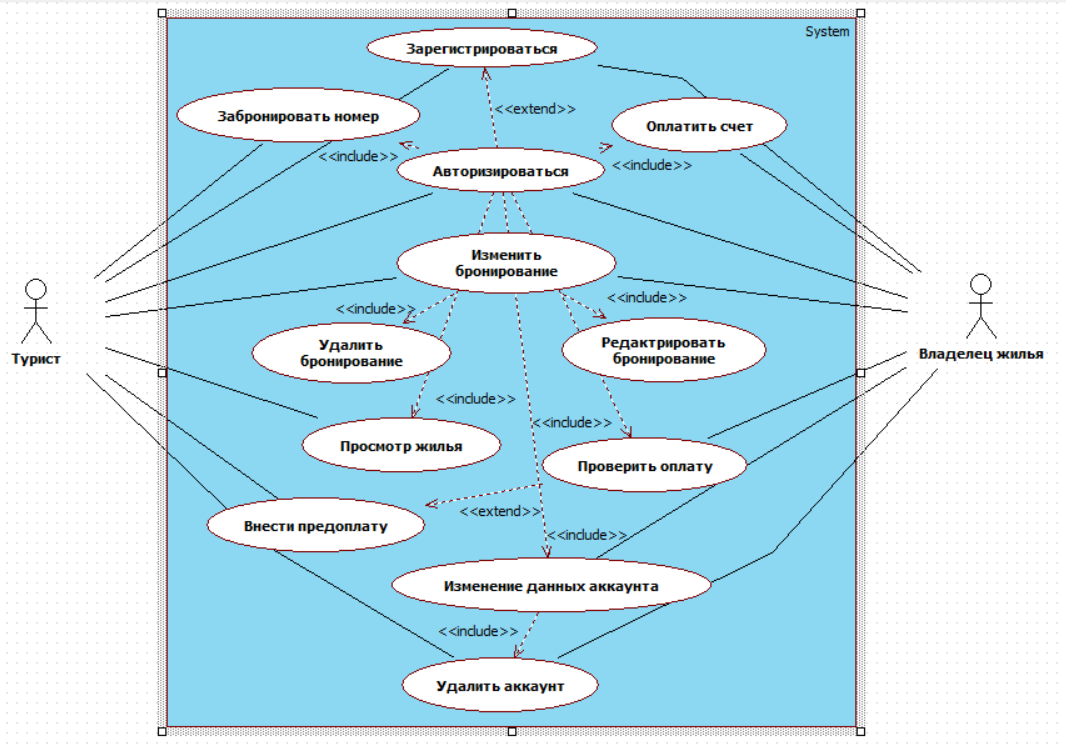 System
Зарегистрироваться
<<extend>>
Забронировать номер
Оплатить счет
<<include>>
<<include>>
Авторизироваться
Изменить
бронирование
<<include>>
<<include>>
Удалить
бронирование
Редактрировать
бронирование
Турист
Владелец жилья
<<include>>
<<include>>
Просмотр жилья
Проверить оплату
<<extend>>
Внести предоплату
<<include>>
Изменение данных аккаунта
<<include>>
Удалить аккаунт